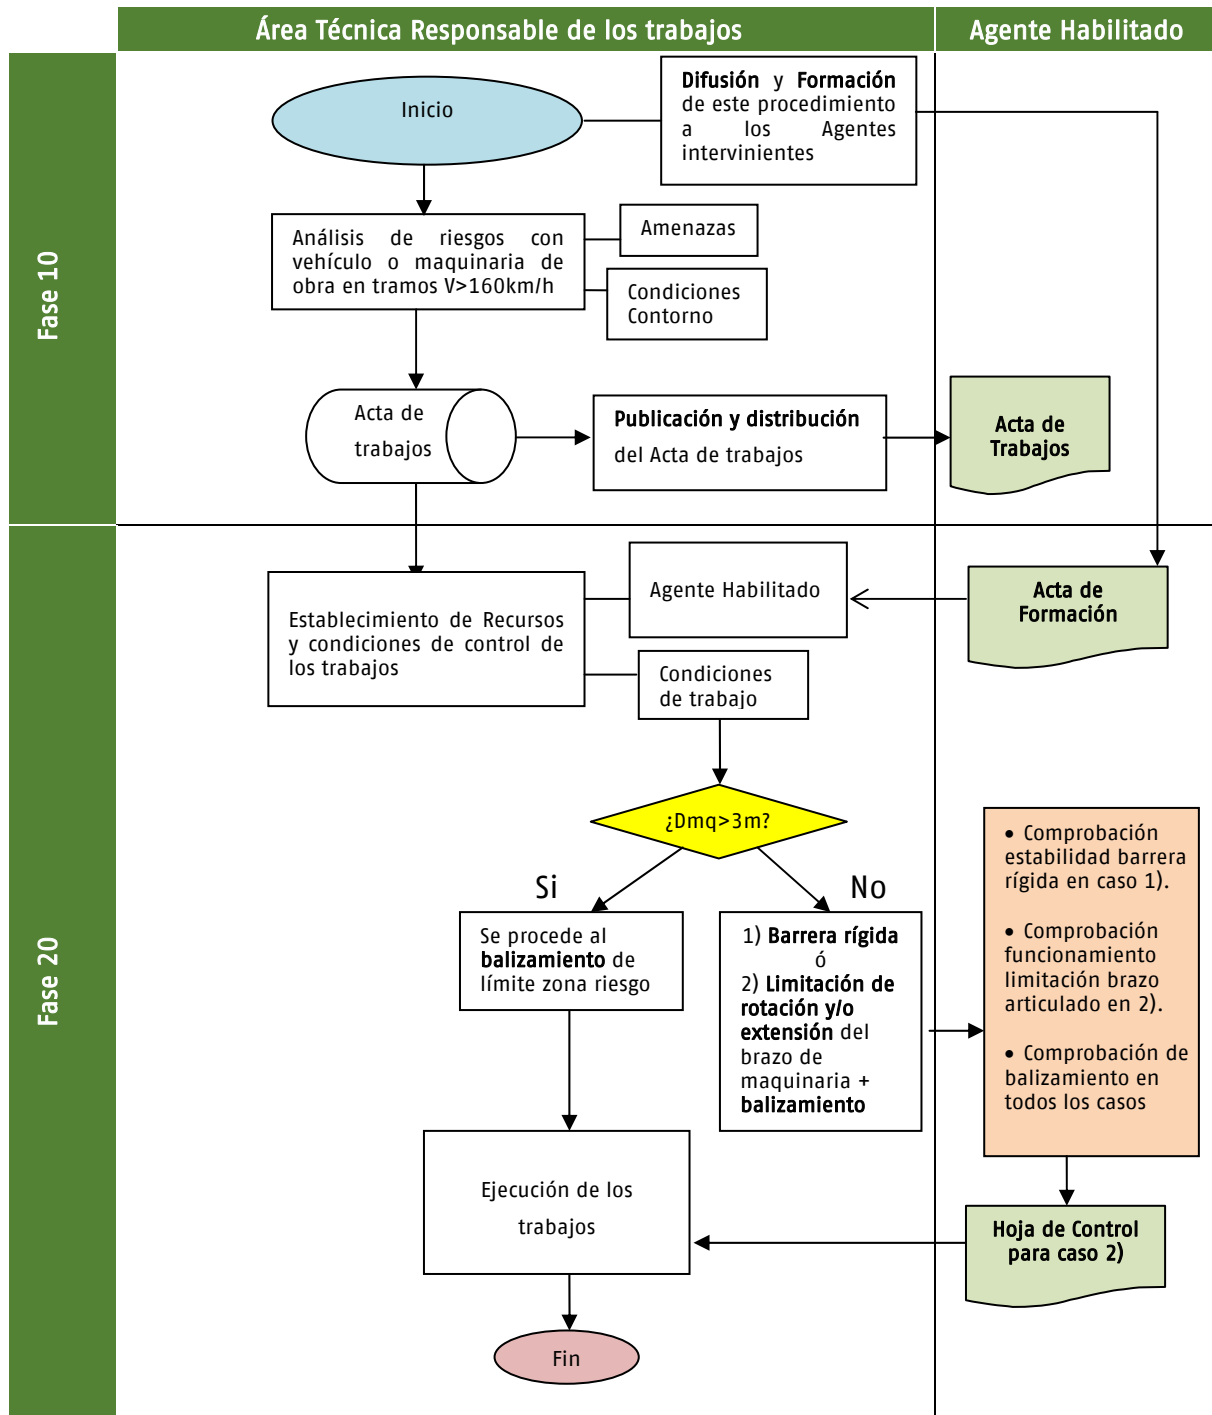 Área Técnica Responsable de los trabajos
Agente Habilitado
Fase 10
Inicio
Difusión y Formación
de este procedimiento
a los Agentes
intervinientes
Análisis de riesgos con
vehículo o maquinaria de
obra en tramos V>160km/h
Amenazas
Condiciones
Contorno
Acta de
trabajos
Publicación y distribución
del Acta de trabajos
Acta de
Trabajos
Fase 20
Establecimiento de Recursos
y condiciones de control de
los trabajos
Agente Habilitado
Acta de
Formación
Condiciones
de trabajo
¿Dmq>3m?
Si
No
Se procede al
balizamiento de
límite zona riesgo
1) Barrera rígida
ó
2) Limitación de
rotación y/o
extensión del
brazo de
maquinaria +
balizamiento
• Comprobación
estabilidad barrera
rígida en caso 1).
• Comprobación
funcionamiento
limitación brazo
articulado en 2).
• Comprobación de
balizamiento en
todos los casos
Ejecución de los
trabajos
Hoja de Control
para caso 2)
Fin